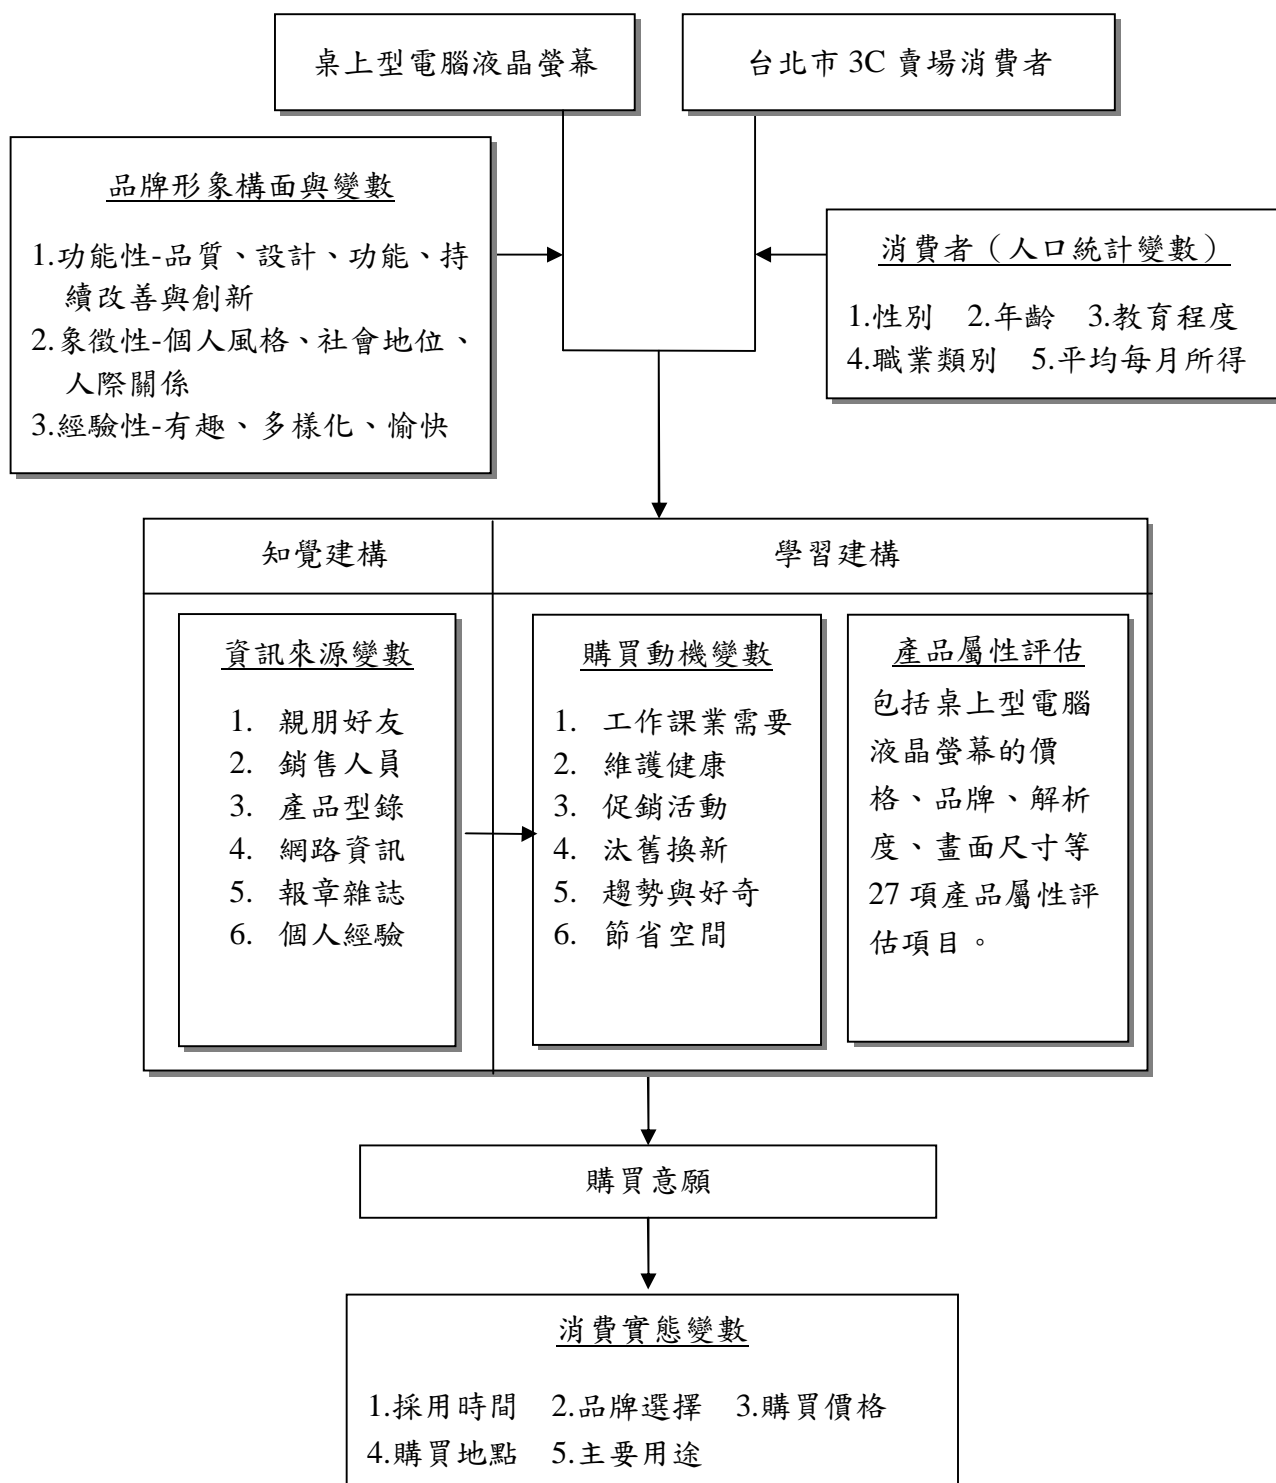 桌上型電腦液晶螢幕
台北市 3C 賣場消費者
品牌形象構面與變數
1.功能性-品質、設計、功能、持
續改善與創新
2.象徵性-個人風格、社會地位、
人際關係
3.經驗性-有趣、多樣化、愉快
消費者（人口統計變數）
1.性別 2.年齡 3.教育程度
4.職業類別 5.平均每月所得
知覺建構
學習建構
資訊來源變數
1. 親朋好友
2. 銷售人員
3. 產品型錄
4. 網路資訊
5. 報章雜誌
6. 個人經驗
購買動機變數
1. 工作課業需要
2. 維護健康
3. 促銷活動
4. 汰舊換新
5. 趨勢與好奇
6. 節省空間
產品屬性評估
包括桌上型電腦
液晶螢幕的價
格、品牌、解析
度、畫面尺寸等
27 項產品屬性評
估項目。
購買意願
消費實態變數
1.採用時間 2.品牌選擇 3.購買價格
4.購買地點 5.主要用途